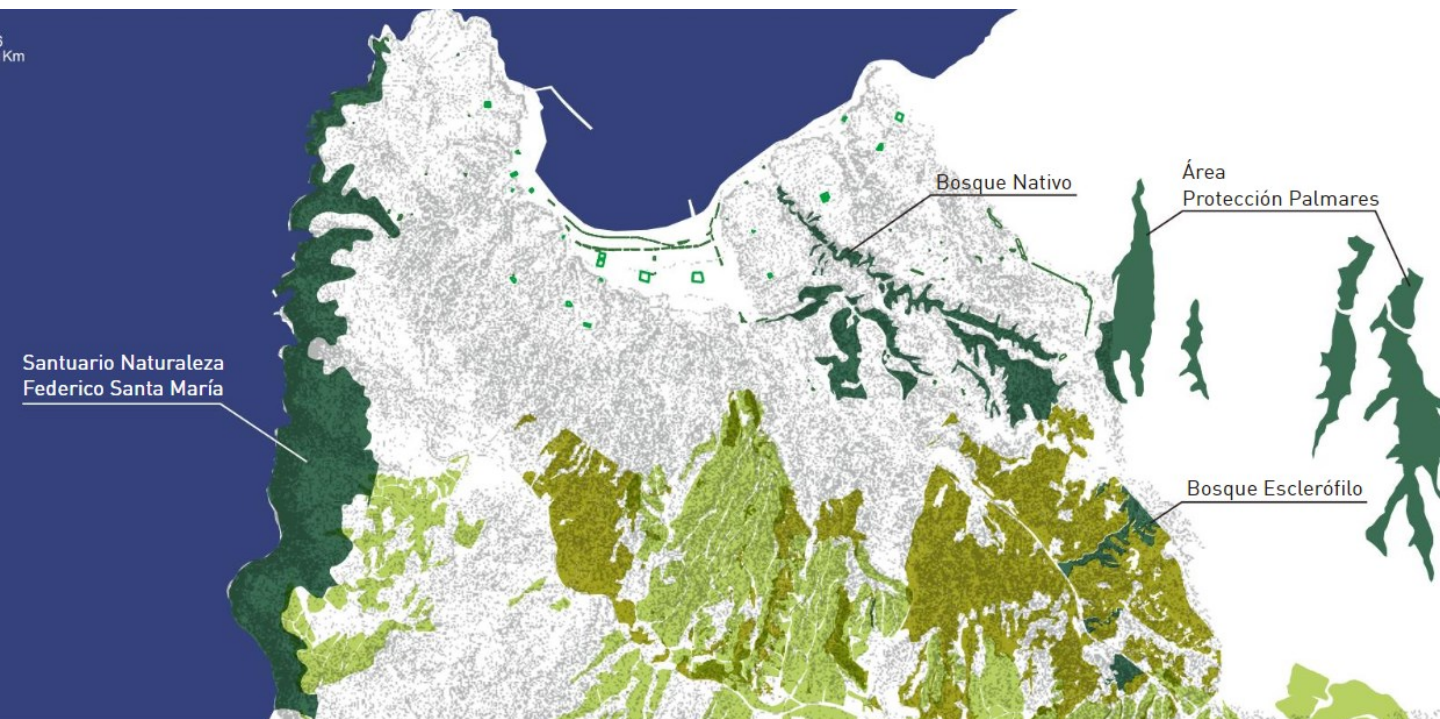 Km
Bosque Nativo
Área
Protección Palmares
Santuario Naturaleza
Federico Santa María
Bosque Esclerófilo